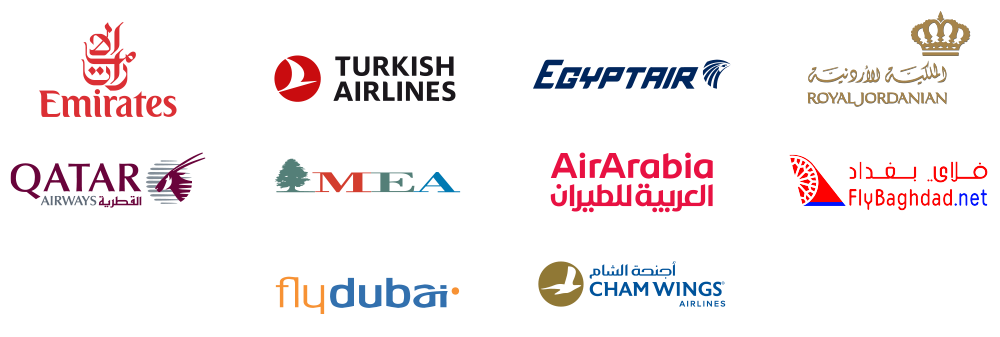 الإمارات
Emirates
TURKISH
AIRLINES
EGYPTAIR
الملكية الأردنية
ROYAL JORDANIAN
QATAR
AIRWAYS القطرية
MEA
AirArabia
العربية للطيران
فلاي بغداد
FlyBaghdad.net
flydubai
أجنحة الشام
CHAM WINGS®
AIRLINES